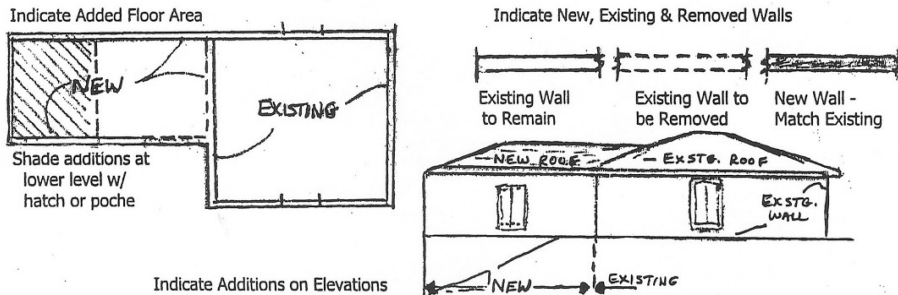 Indicate Added Floor Area
NEW
EXISTING
Shade additions at
lower level w/
hatch or poche
Indicate New, Existing & Removed Walls
Existing Wall
to Remain
Existing Wall to
be Removed
New Wall -
Match Existing
NEW ROOF
EXSTG. ROOF
EXSTG.
WALL
Indicate Additions on Elevations
NEW
EXISTING